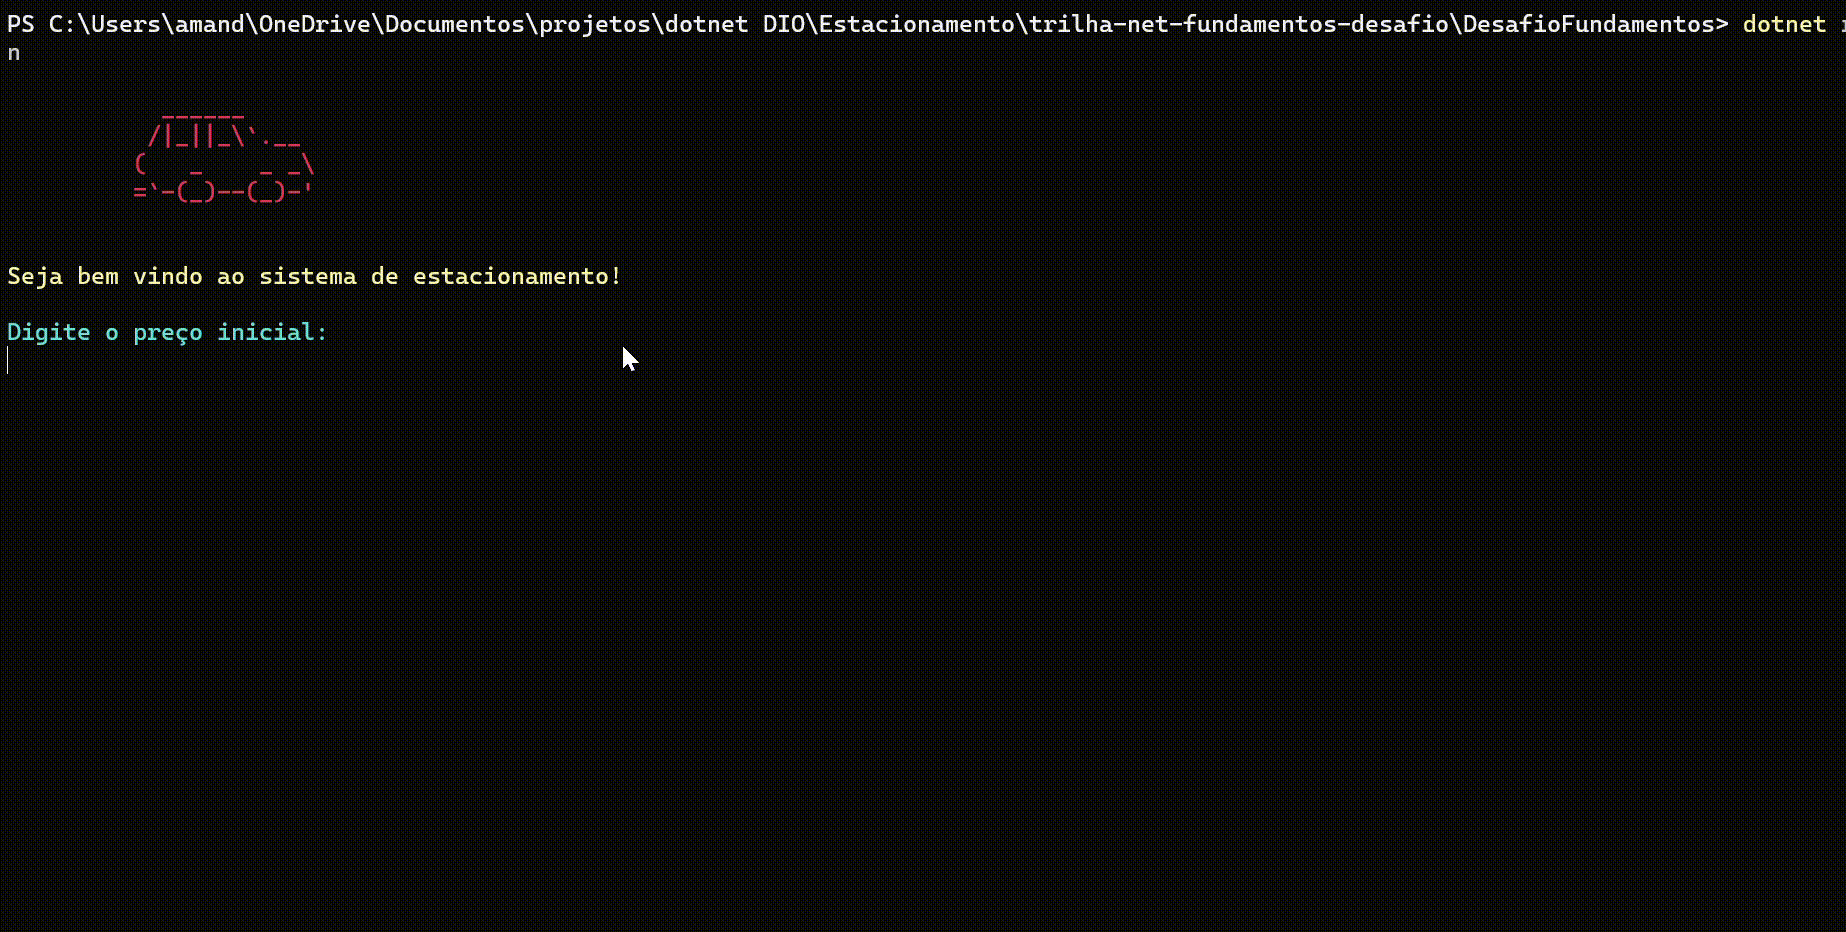 PS C:\Users\amand\OneDrive\Documentos\projetos\dotnet DIO\Estacionamento\trilha-net-fundamentos-desafio\DesafioFundamentos> dotnet
n
  ______
 /|_||_\`.__
(   _    _ _\
=`-(_)--(_)-'
Seja bem vindo ao sistema de estacionamento!
Digite o preço inicial: